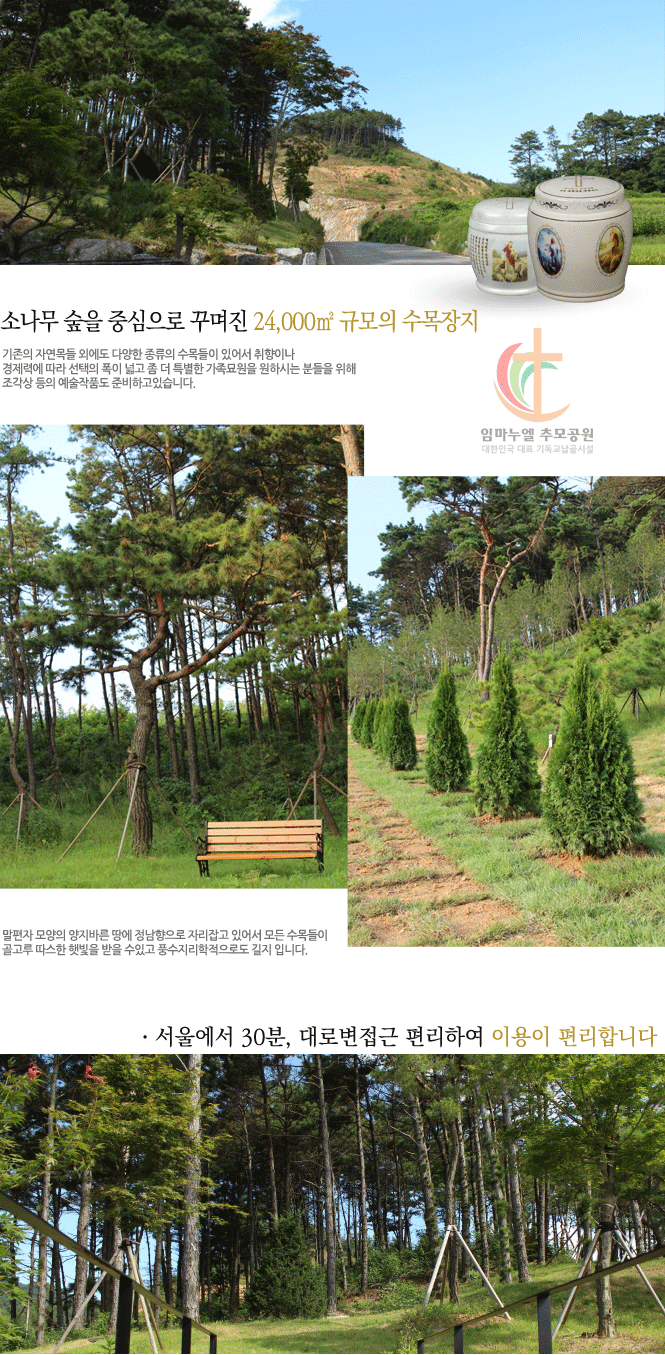 소나무 숲을 중심으로 꾸며진 24,000㎡ 규모의 수목장지
기존의 자연목들 외에도 다양한 종류의 수목들이 있어서 취향이나
경제력에 따라 선택의 폭이 넓고 좀 더 특별한 가족묘원을 원하시는 분들을 위해
조각상 등의 예술작품도 준비하고있습니다.
임마누엘 추모공원
대한민국 대표 기독교납골시설
말편자 모양의 양지바른 땅에 정남향으로 자리잡고 있어서 모든 수목들이
골고루 따스한 햇빛을 받을 수있고 풍수지리학적으로도 길지 입니다.
· 서울에서 30분, 대로변접근 편리하여 이용이 편리합니다